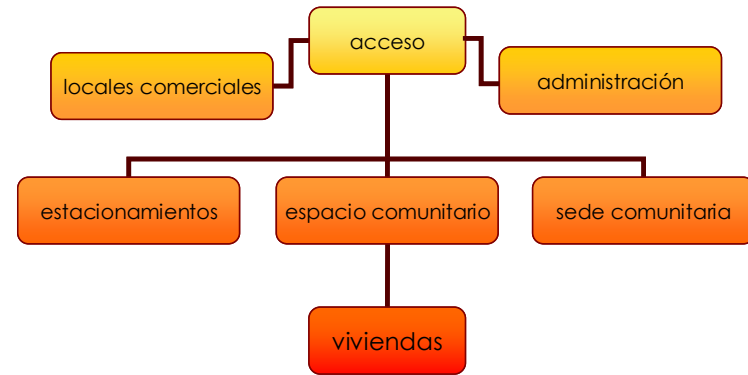 acceso
locales comerciales
administración
estacionamientos
espacio comunitario
sede comunitaria
viviendas